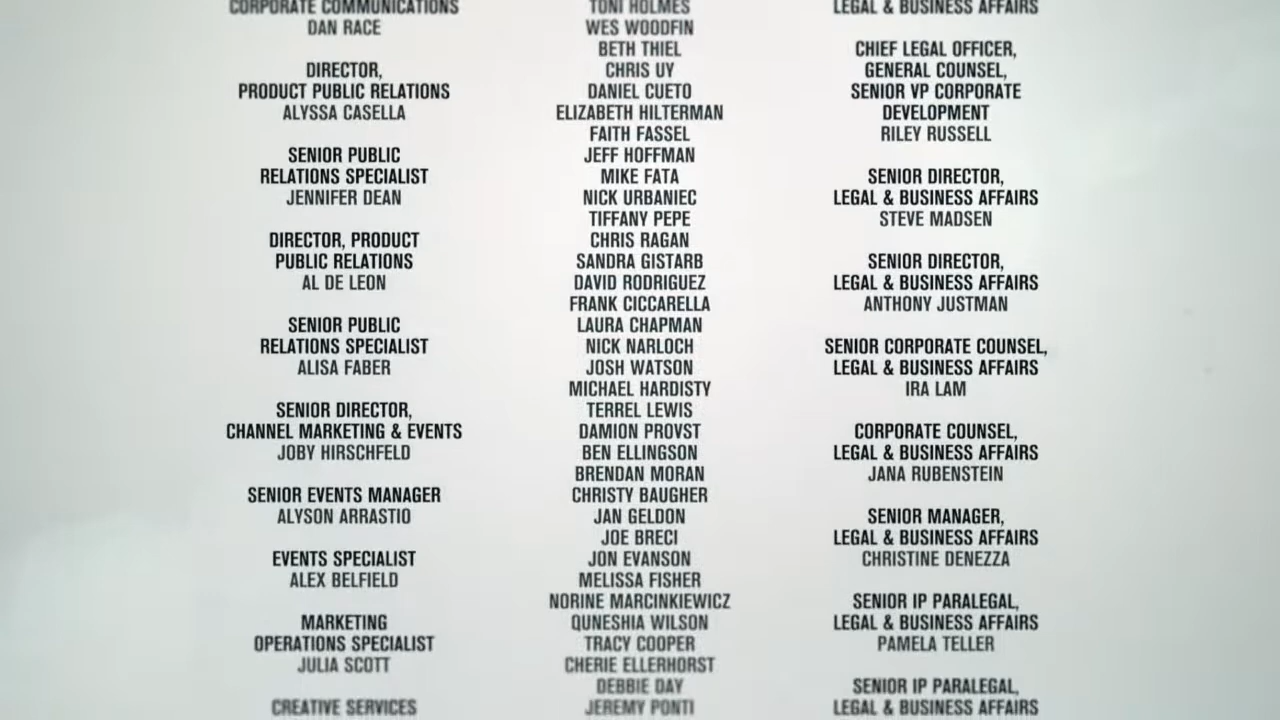 CORPORATE COMMUNICATIONS
DAN RACE
DIRECTOR,
PRODUCT PUBLIC RELATIONS
ALYSSA CASELLA
SENIOR PUBLIC
RELATIONS SPECIALIST
JENNIFER DEAN
DIRECTOR, PRODUCT
PUBLIC RELATIONS
AL DE LEON
SENIOR PUBLIC
RELATIONS SPECIALIST
ALISA FABER
SENIOR DIRECTOR,
CHANNEL MARKETING & EVENTS
JOBY HIRSCHFELD
SENIOR EVENTS MANAGER
ALYSON ARRASTIO
EVENTS SPECIALIST
ALEX BELFIELD
MARKETING
OPERATIONS SPECIALIST
JULIA SCOTT
CREATIVE SERVICES
TONI HOLMES
WES WOODFIN
BETH THIEL
CHRIS UY
DANIEL CUETO
ELIZABETH HILTERMAN
FAITH FASSEL
JEFF HOFFMAN
MIKE FATA
NICK URBANIEC
TIFFANY PEPE
CHRIS RAGAN
SANDRA GISTARB
DAVID RODRIGUEZ
FRANK CICCARELLA
LAURA CHAPMAN
NICK NARLOCH
JOSH WATSON
MICHAEL HARDISTY
TERREL LEWIS
DAMION PROVST
BEN ELLINGSON
BRENDAN MORAN
CHRISTY BAUGHER
JAN GELDON
JOE BRECI
JON EVANSON
MELISSA FISHER
NORINE MARCINKIEWICZ
QUNESHIA WILSON
TRACY COOPER
CHERIE ELLERHORST
DEBBIE DAY
JEREMY PONTI
LEGAL & BUSINESS AFFAIRS
CHIEF LEGAL OFFICER,
GENERAL COUNSEL,
SENIOR VP CORPORATE
DEVELOPMENT
RILEY RUSSELL
SENIOR DIRECTOR,
LEGAL & BUSINESS AFFAIRS
STEVE MADSEN
SENIOR DIRECTOR,
LEGAL & BUSINESS AFFAIRS
ANTHONY JUSTMAN
SENIOR CORPORATE COUNSEL,
LEGAL & BUSINESS AFFAIRS
IRA LAM
CORPORATE COUNSEL,
LEGAL & BUSINESS AFFAIRS
JANA RUBENSTEIN
SENIOR MANAGER,
LEGAL & BUSINESS AFFAIRS
CHRISTINE DENEZZA
SENIOR IP PARALEGAL,
LEGAL & BUSINESS AFFAIRS
PAMELA TELLER
SENIOR IP PARALEGAL,
LEGAL & BUSINESS AFFAIRS